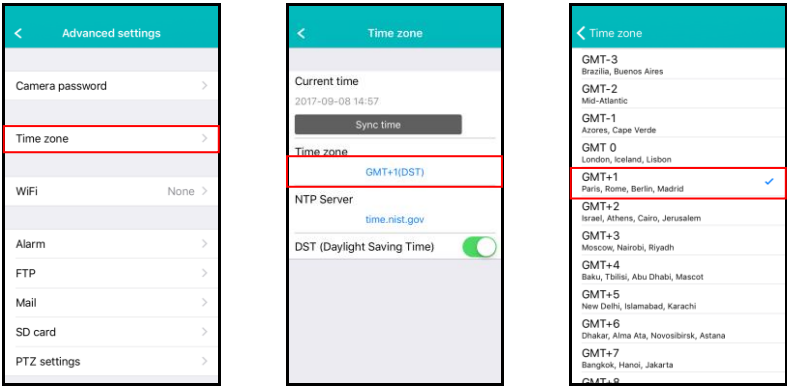 Advanced settings
Camera password
Time zone
WiFi None
Alarm
FTP
Mail
SD card
PTZ settings
Time zone
Current time
2017-09-08 14:57
Sync time
Time zone
GMT+1(DST)
NTP Server
time.nist.gov
DST (Daylight Saving Time)
Time zone
GMT-3
Brazilia, Buenos Aires
GMT-2
Mid-Atlantic
GMT-1
Azores, Cape Verde
GMT 0
London, Iceland, Lisbon
GMT+1
Paris, Rome, Berlin, Madrid
GMT+2
Israel, Athens, Cairo, Jerusalem
GMT+3
Moscow, Nairobi, Riyadh
GMT+4
Baku, Tbilisi, Abu Dhabi, Mascot
GMT+5
New Delhi, Islamabad, Karachi
GMT+6
Dhakar, Alma Ata, Novosibirsk, Astana
GMT+7
Bangkok, Hanoi, Jakarta
GMT+8